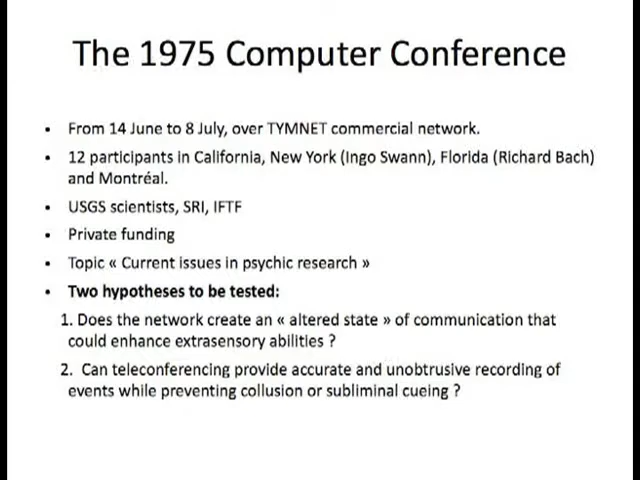 The 1975 Computer Conference
• From 14 June to 8 July, over TYMNET commercial network.
• 12 participants in California, New York (Ingo Swann), Florida (Richard Bach)
and Montréal.
• USGS scientists, SRI, IFTF
• Private funding
• Topic « Current issues in psychic research »
• Two hypotheses to be tested:
1. Does the network create an « altered state » of communication that
could enhance extrasensory abilities ?
2. Can teleconferencing provide accurate and unobtrusive recording of
events while preventing collusion or subliminal cueing ?